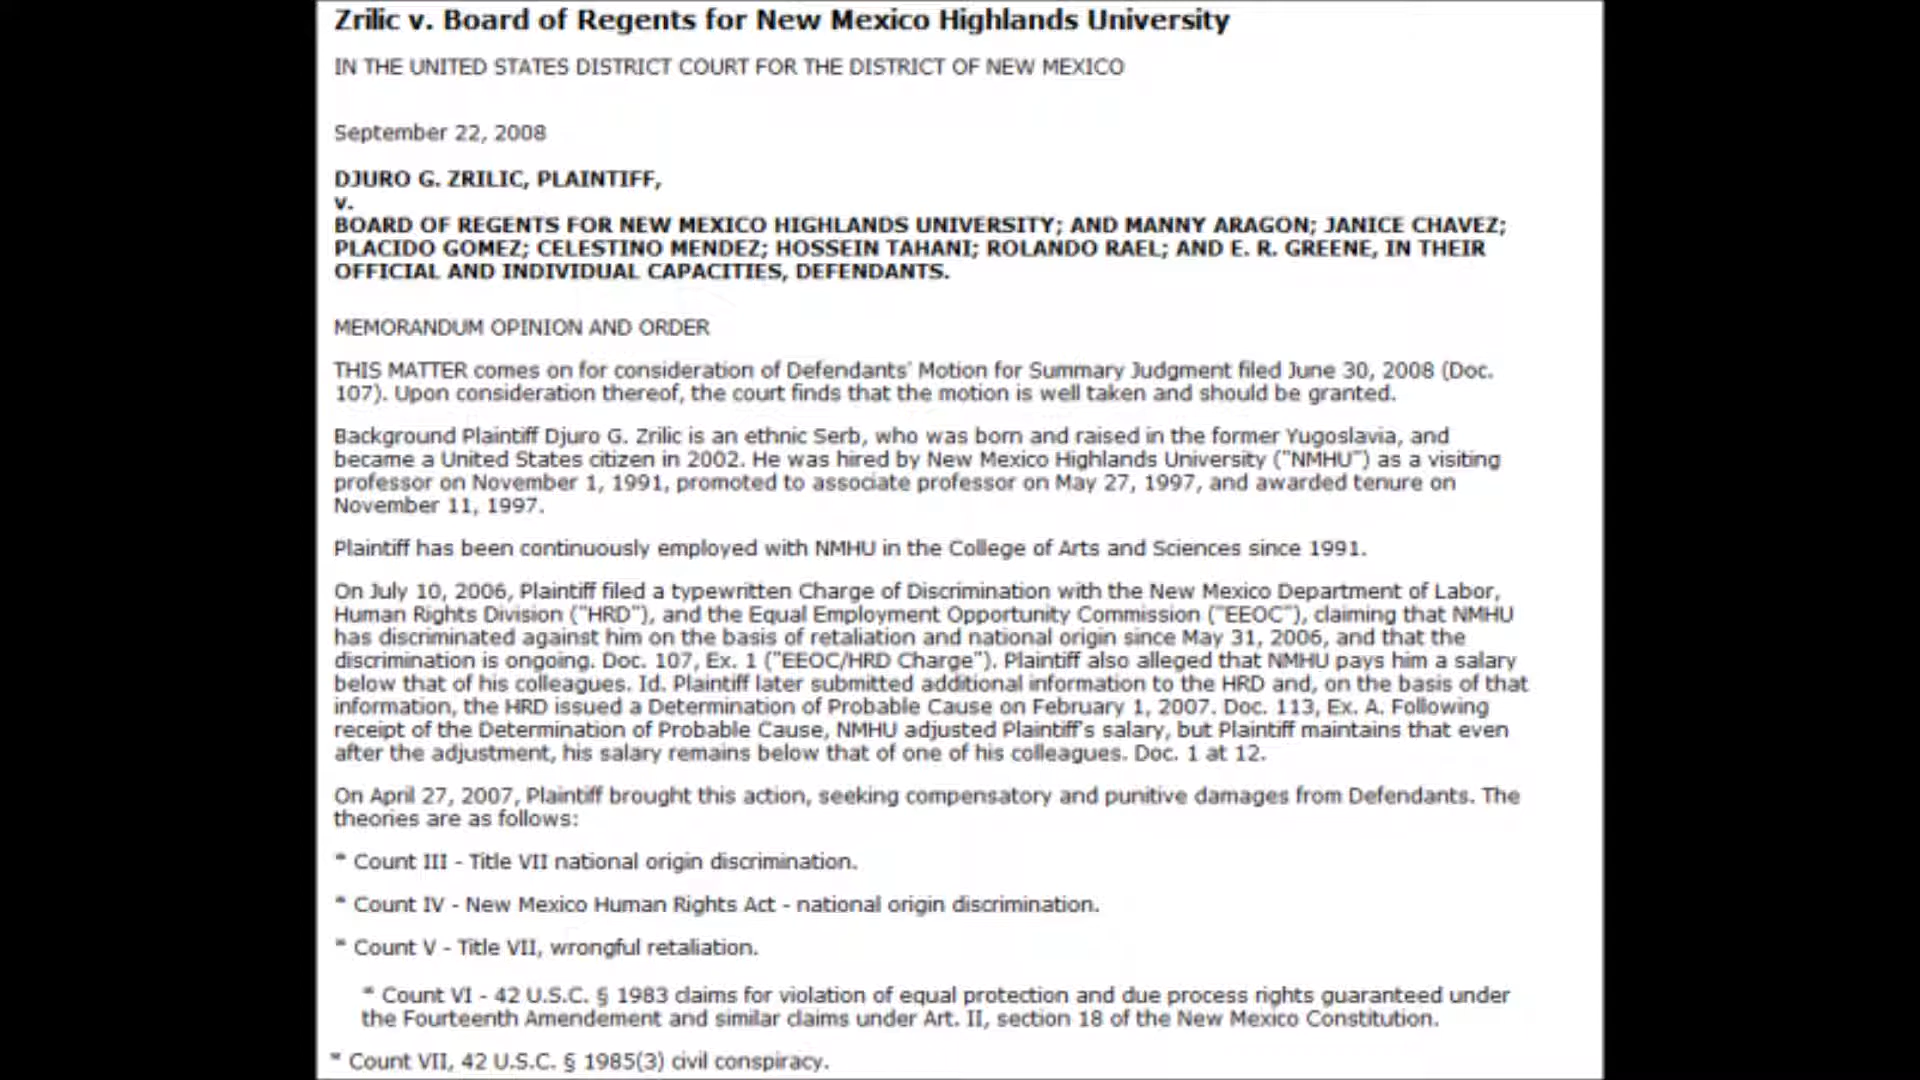 Zrilic v. Board of Regents for New Mexico Highlands University
IN THE UNITED STATES DISTRICT COURT FOR THE DISTRICT OF NEW MEXICO
September 22, 2008
DJURO G. ZRILIC, PLAINTIFF,
v.
BOARD OF REGENTS FOR NEW MEXICO HIGHLANDS UNIVERSITY; AND MANNY ARAGON; JANICE CHAVEZ;
PLACIDO GOMEZ; CELESTINO MENDEZ; HOSSEIN TAHANI; ROLANDO RAEL; AND E. R. GREENE, IN THEIR
OFFICIAL AND INDIVIDUAL CAPACITIES, DEFENDANTS.
MEMORANDUM OPINION AND ORDER
THIS MATTER comes on for consideration of Defendants' Motion for Summary Judgment filed June 30, 2008 (Doc.
107). Upon consideration thereof, the court finds that the motion is well taken and should be granted.
Background Plaintiff Djuro G. Zrilic is an ethnic Serb, who was born and raised in the former Yugoslavia, and
became a United States citizen in 2002. He was hired by New Mexico Highlands University ("NMHU") as a visiting
professor on November 1, 1991, promoted to associate professor on May 27, 1997, and awarded tenure on
November 11, 1997.
Plaintiff has been continuously employed with NMHU in the College of Arts and Sciences since 1991.
On July 10, 2006, Plaintiff filed a typewritten Charge of Discrimination with the New Mexico Department of Labor,
Human Rights Division ("HRD"), and the Equal Employment Opportunity Commission ("EEOC"), claiming that NMHU
has discriminated against him on the basis of retaliation and national origin since May 31, 2006, and that the
discrimination is ongoing. Doc. 107, Ex. 1 ("EEOC/HRD Charge"). Plaintiff also alleged that NMHU pays him a salary
below that of his colleagues. Id. Plaintiff later submitted additional information to the HRD and, on the basis of that
information, the HRD issued a Determination of Probable Cause on February 1, 2007. Doc. 113, Ex. A. Following
receipt of the Determination of Probable Cause, NMHU adjusted Plaintiff's salary, but Plaintiff maintains that even
after the adjustment, his salary remains below that of one of his colleagues. Doc. 1 at 12.
On April 27, 2007, Plaintiff brought this action, seeking compensatory and punitive damages from Defendants. The
theories are as follows:
* Count III - Title VII national origin discrimination.
* Count IV - New Mexico Human Rights Act - national origin discrimination.
* Count V - Title VII, wrongful retaliation.
* Count VI - 42 U.S.C. § 1983 claims for violation of equal protection and due process rights guaranteed under
the Fourteenth Amendement and similar claims under Art. II, section 18 of the New Mexico Constitution.
* Count VII, 42 U.S.C. § 1985(3) civil conspiracy.